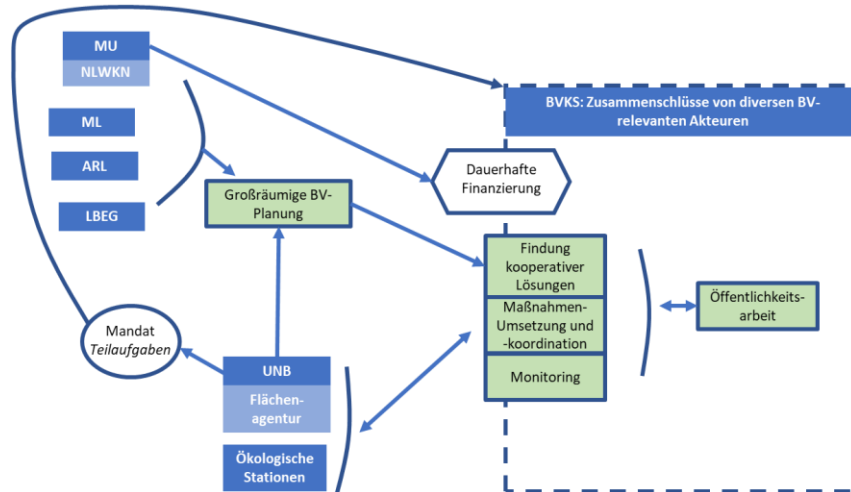 MU
NLWKN
ML
ARL
LBEG
BVKS: Zusammenschlüsse von diversen BV-
relevanten Akteuren
Dauerhafte
Finanzierung
Großräumige BV-
Planung
Findung
kooperativer
Lösungen
Maßnahmen-
Umsetzung und
-koordination
Monitoring
Öffentlichkeits-
arbeit
Mandat
Teilaufgaben
UNB
Flächen-
agentur
Ökologische
Stationen